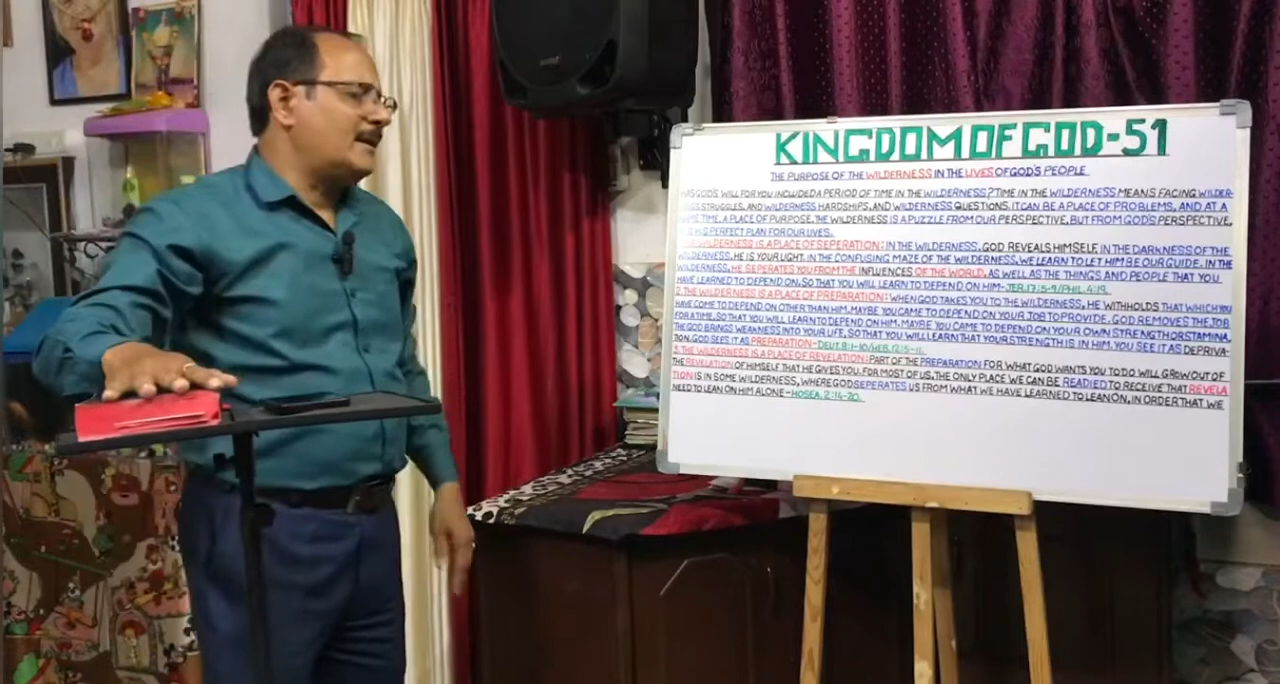 KINGDOM OF GOD-51
THE PURPOSE OF THE WILDERNESS IN THE LIVES OF GOD'S PEOPLE
GOD'S WILL FOR YOU INCLUDED A PERIOD OF TIME IN THE WILDERNESS? TIME IN THE WILDERNESS MEANS FACING WILDER-
STRUGGLES, AND WILDERNESS HARDSHIPS, AND WILDERNESS QUESTIONS. IT CAN BE A PLACE OF PROBLEMS, AND AT A
TIME, A PLACE OF PURPOSE. THE WILDERNESS IS A PUZZLE FROM OUR PERSPECTIVE, BUT FROM GOD'S PERSPECTIVE,
HIS PERFECT PLAN FOR OUR LIVES.
THE WILDERNESS IS A PLACE OF SEPERATION: IN THE WILDERNESS, GOD REVEALS HIMSELF IN THE DARKNESS OF THE
WILDERNESS. HE IS YOUR LIGHT. IN THE CONFUSING MAZE OF THE WILDERNESS, WE LEARN TO LET HIM BE OUR GUIDE. IN THE
WILDERNESS, HE SEPERATES YOU FROM THE INFLUENCES OF THE WORLD, AS WELL AS THE THINGS AND PEOPLE THAT YOU
HAVE LEARNED TO DEPEND ON, SO THAT YOU WILL LEARN TO DEPEND ON HIM-JER.17:5-9/PHIL.4:19.
2.THE WILDERNESS IS A PLACE OF PREPARATION: WHEN GOD TAKES YOU TO THE WILDERNESS, HE WITHHOLDS THAT WHICH YOU
HAVE COME TO DEPEND ON OTHER THAN HIM. MAYBE YOU CAME TO DEPEND ON YOUR JOB TO PROVIDE. GOD REMOVES THE JOB
FOR A TIME, SO THAT YOU WILL LEARN TO DEPEND ON HIM. MAYBE YOU CAME TO DEPEND ON YOUR OWN STRENGTH OR STAMINA.
THE GOD BRINGS WEAKNESS INTO YOUR LIFE, SO THAT YOU WILL LEARN THAT YOUR STRENGTH IS IN HIM. YOU SEE IT AS DEPRIVA-
TION, GOD SEES IT AS PREPARATION-DEUT.8:1-10/HEB.12:5-11.
3.THE WILDERNESS IS A PLACE OF REVELATION: PART OF THE PREPARATION FOR WHAT GOD WANTS YOU TO DO WILL GROW OUT OF
THE REVELATION OF HIMSELF THAT HE GIVES YOU. FOR MOST OF US, THE ONLY PLACE WE CAN BE READIED TO RECEIVE THAT REVELA
TION IS IN SOME WILDERNESS, WHERE GOD SEPERATES US FROM WHAT WE HAVE LEARNED TO LEAN ON, IN ORDER THAT WE
NEED TO LEAN ON HIM ALONE-HOSEA.2:14-20.